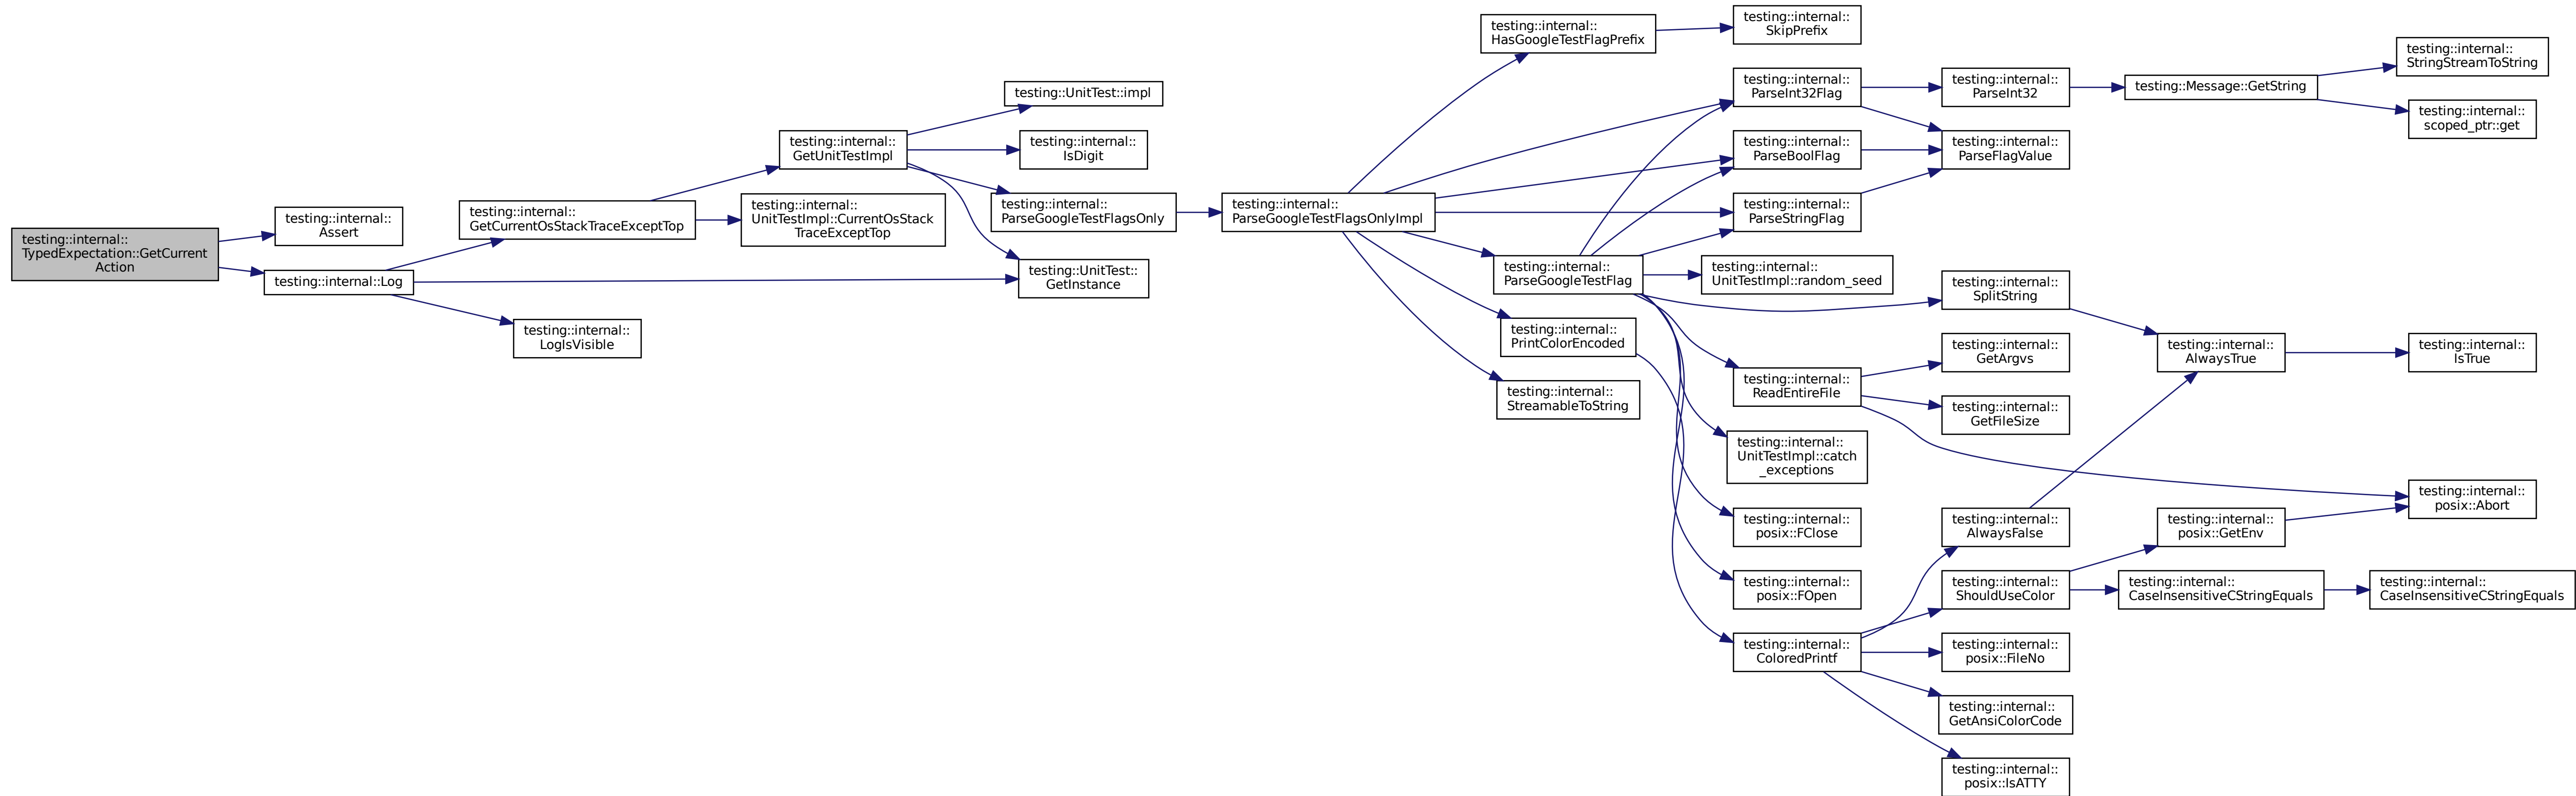 testing::internal::
TypedExpectation::GetCurrent
Action
testing::internal::
Assert
testing::internal::Log
testing::internal::
GetCurrentOsStackTraceExceptTop
testing::internal::
LogIsVisible
testing::internal::
GetUnitTestImpl
testing::internal::
UnitTestImpl::CurrentOsStack
TraceExceptTop
testing::UnitTest::impl
testing::internal::
IsDigit
testing::internal::
ParseGoogleTestFlagsOnly
testing::UnitTest::
GetInstance
testing::internal::
ParseGoogleTestFlagsOnlyImpl
testing::internal::
HasGoogleTestFlagPrefix
testing::internal::
ParseGoogleTestFlag
testing::internal::
PrintColorEncoded
testing::internal::
StreamableToString
testing::internal::
SkipPrefix
testing::internal::
ParseInt32Flag
testing::internal::
ParseBoolFlag
testing::internal::
ParseStringFlag
testing::internal::
UnitTestImpl::random_seed
testing::internal::
ReadEntireFile
testing::internal::
UnitTestImpl::catch
_exceptions
testing::internal::
posix::FClose
testing::internal::
posix::FOpen
testing::internal::
ColoredPrintf
testing::internal::
ParseInt32
testing::internal::
ParseFlagValue
testing::internal::
SplitString
testing::internal::
GetArgvs
testing::internal::
GetFileSize
testing::internal::
AlwaysFalse
testing::internal::
ShouldUseColor
testing::internal::
posix::FileNo
testing::internal::
GetAnsiColorCode
testing::internal::
posix::IsATTY
testing::Message::GetString
testing::internal::
AlwaysTrue
testing::internal::
posix::GetEnv
testing::internal::
CaseInsensitiveCStringEquals
testing::internal::
StringStreamToString
testing::internal::
scoped_ptr::get
testing::internal::
IsTrue
testing::internal::
posix::Abort
testing::internal::
CaseInsensitiveCStringEquals